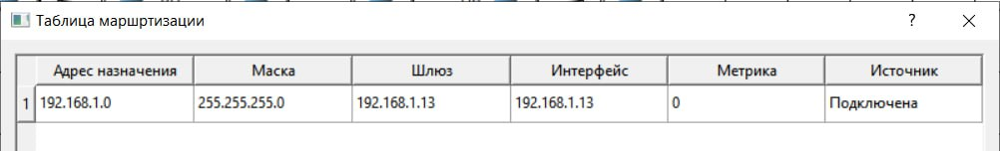 Таблица маршртизации
?
Адрес назначения Маска Шлюз Интерфейс Метрика Источник
1 192.168.1.0 255.255.255.0 192.168.1.13 192.168.1.13 0 Подключена